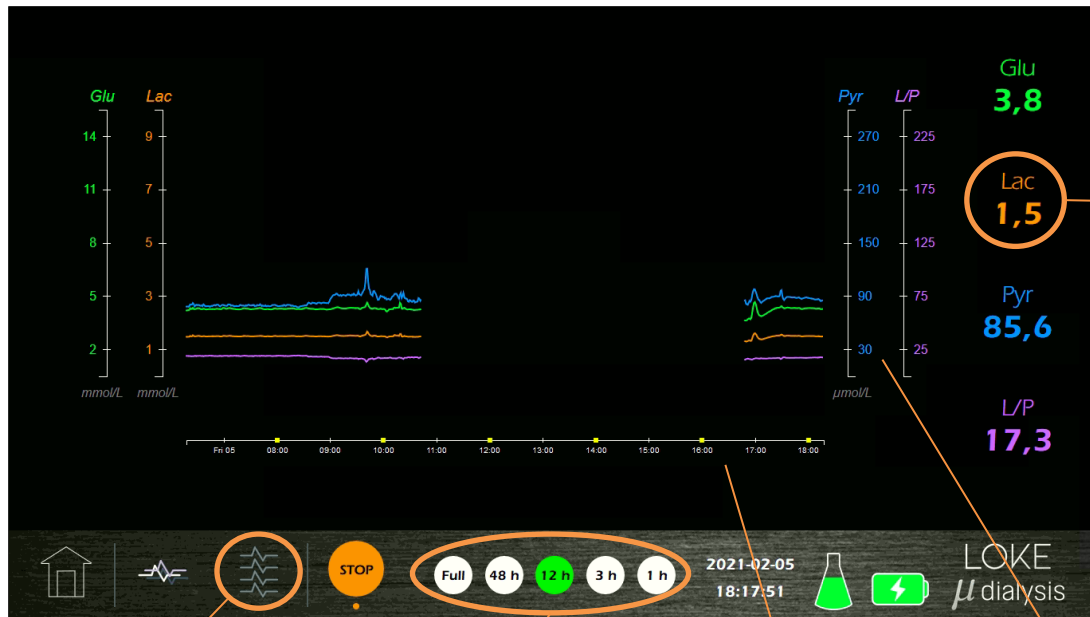 Glu
3,8
Glu Lac
Pyr L/P
14 9 270 225
Lac
1,5
11 7 210 175
8 5 150 125
5 3 90 75
Pyr
85,6
2 1 30 25
mmol/L mmol/L μmol/L
L/P
17,3
Fri 05 08:00 09:00 10:00 11:00 12:00 13:00 14:00 15:00 16:00 17:00 18:00
STOP
Full 48 h 12 h 3 h 1 h
2021-02-05
18:17:51
LOKE
μ dialysis